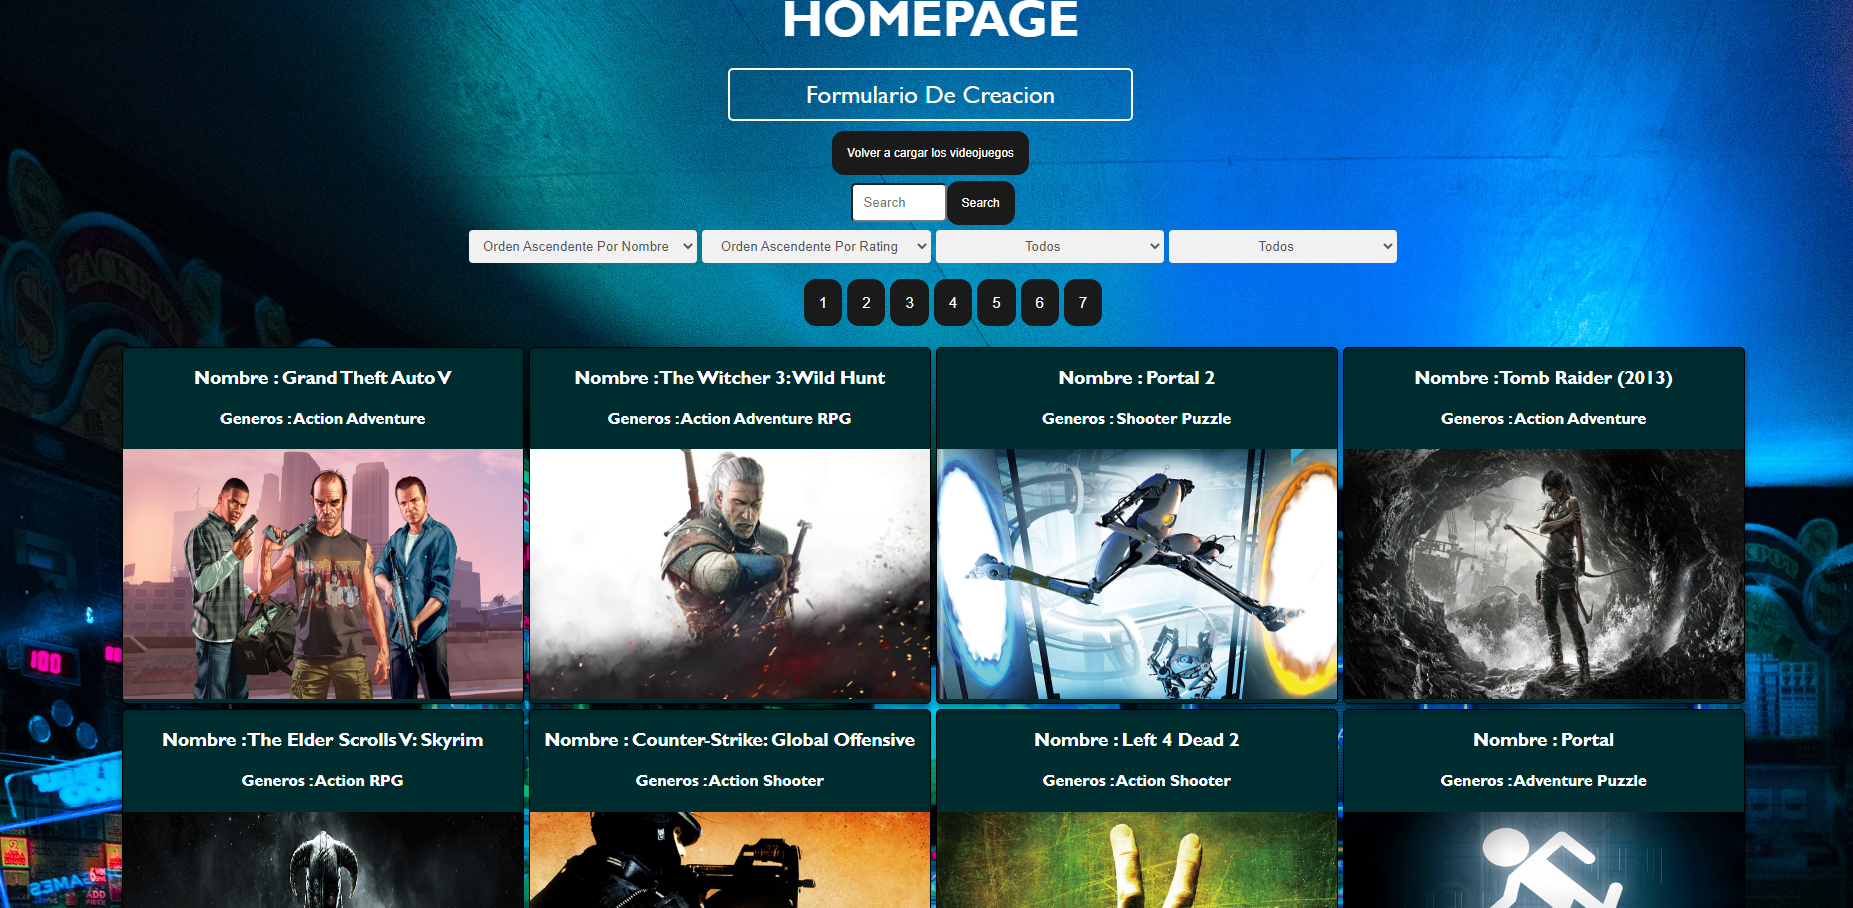 HOMEPAGE
Formulario De Creacion
Volver a cargar los videojuegos
Search Search
Orden Ascendente Por Nombre Orden Ascendente Por Rating Todos Todos
1 2 3 4 5 6 7
Nombre : Grand Theft Auto V
Generos : Action Adventure
Nombre : The Witcher 3: Wild Hunt
Generos : Action Adventure RPG
Nombre : Portal 2
Generos : Shooter Puzzle
Nombre : Tomb Raider (2013)
Generos : Action Adventure
JACKPOT
100
Nombre : The Elder Scrolls V: Skyrim
Generos : Action RPG
Nombre : Counter-Strike: Global Offensive
Generos : Action Shooter
Nombre : Left 4 Dead 2
Generos : Action Shooter
Nombre : Portal
Generos : Adventure Puzzle
GAMES